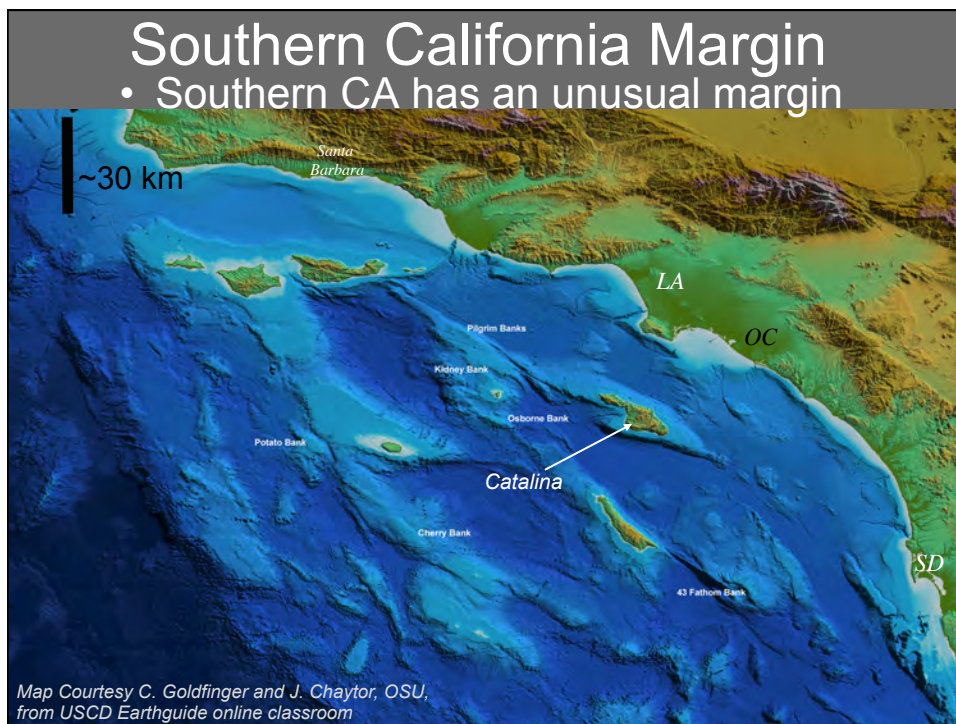 Southern California Margin
• Southern CA has an unusual margin
Santa
Barbara
~30 km
LA
OC
Pilgrim Banks
Kidney Bank
Osborne Bank
Potato Bank
Catalina
Cherry Bank
SD
43 Fathom Bank
Map Courtesy C. Goldfinger and J. Chaytor, OSU,
from USCD Earthguide online classroom